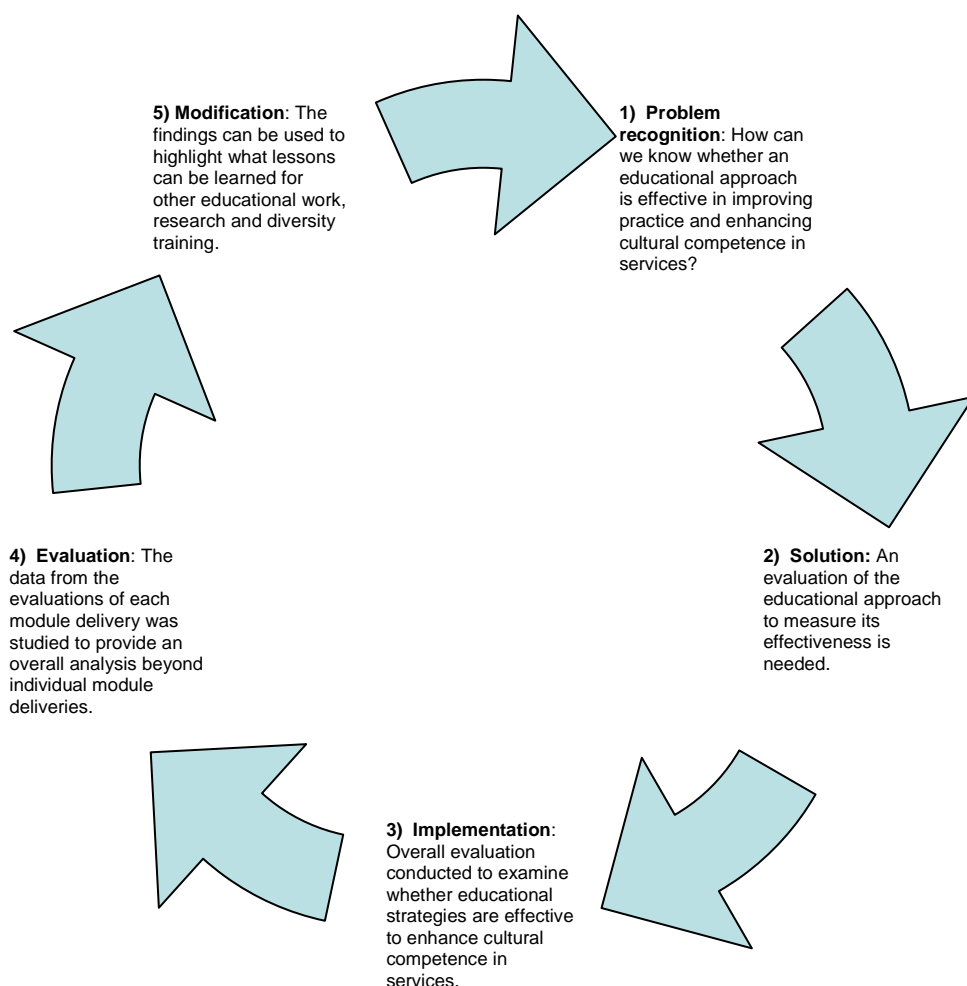 1) Problem
recognition: How can
we know whether an
educational approach
is effective in improving
practice and enhancing
cultural competence in
services?
2) Solution: An
evaluation of the
educational approach
to measure its
effectiveness is
needed.
3) Implementation:
Overall evaluation
conducted to examine
whether educational
strategies are effective
to enhance cultural
competence in
services.
4) Evaluation: The
data from the
evaluations of each
module delivery was
studied to provide an
overall analysis beyond
individual module
deliveries.
5) Modification: The
findings can be used to
highlight what lessons
can be learned for
other educational work,
research and diversity
training.